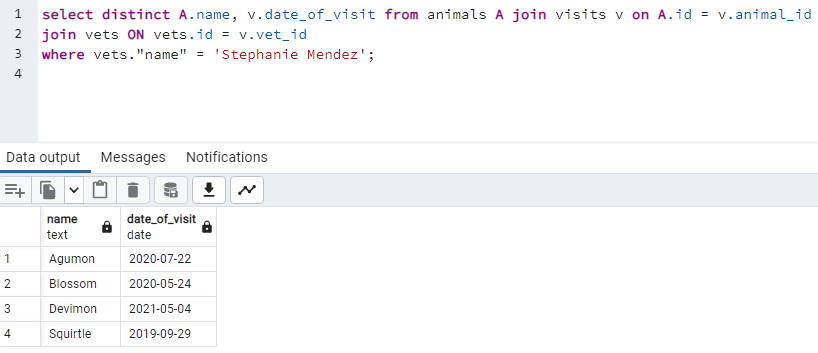 1 select distinct A.name, v.date_of_visit from animals A join visits v on A.id = v.animal_id
2 join vets ON vets.id = v.vet_id
3 where vets."name" = 'Stephanie Mendez';
4
Data output Messages Notifications
name date_of_visit
text date
1 Agumon 2020-07-22
2 Blossom 2020-05-24
3 Devimon 2021-05-04
4 Squirtle 2019-09-29